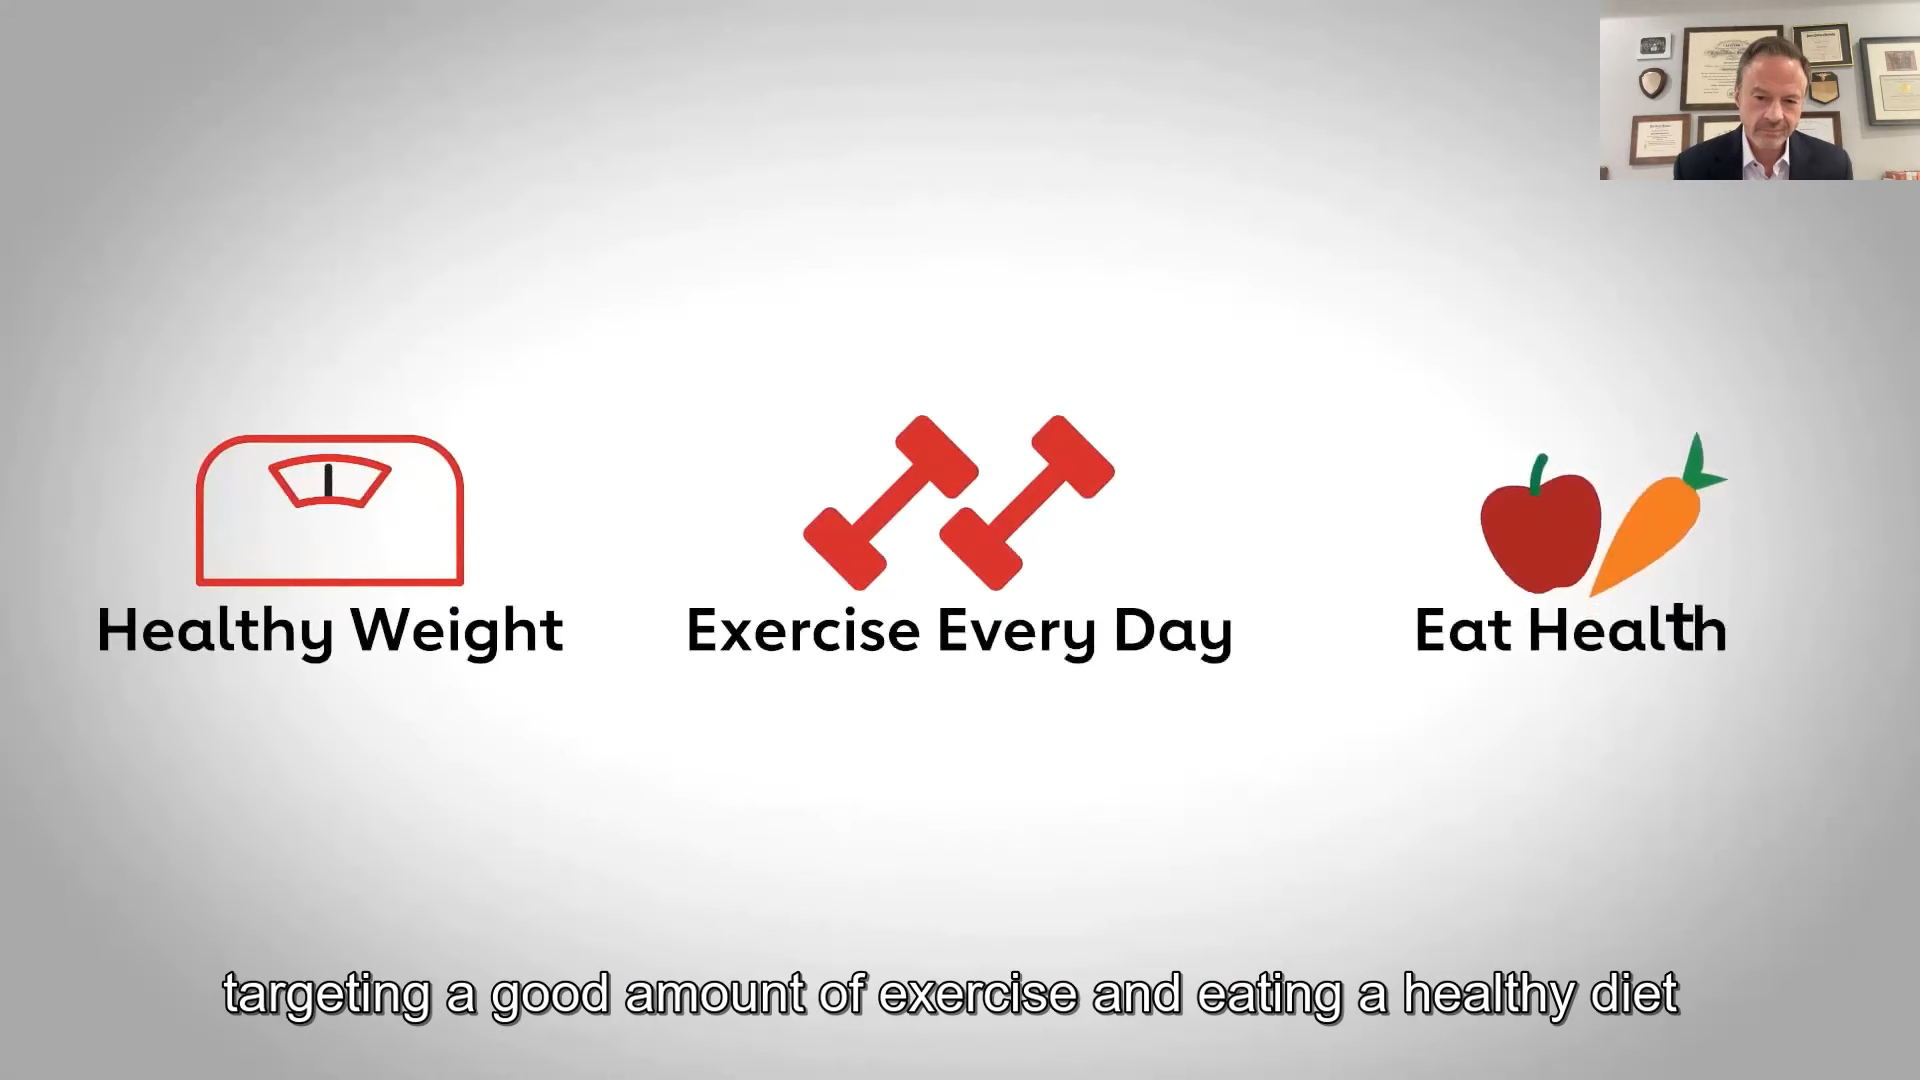 Healthy Weight
Exercise Every Day
Eat Health
targeting a good amount of exercise and eating a healthy diet